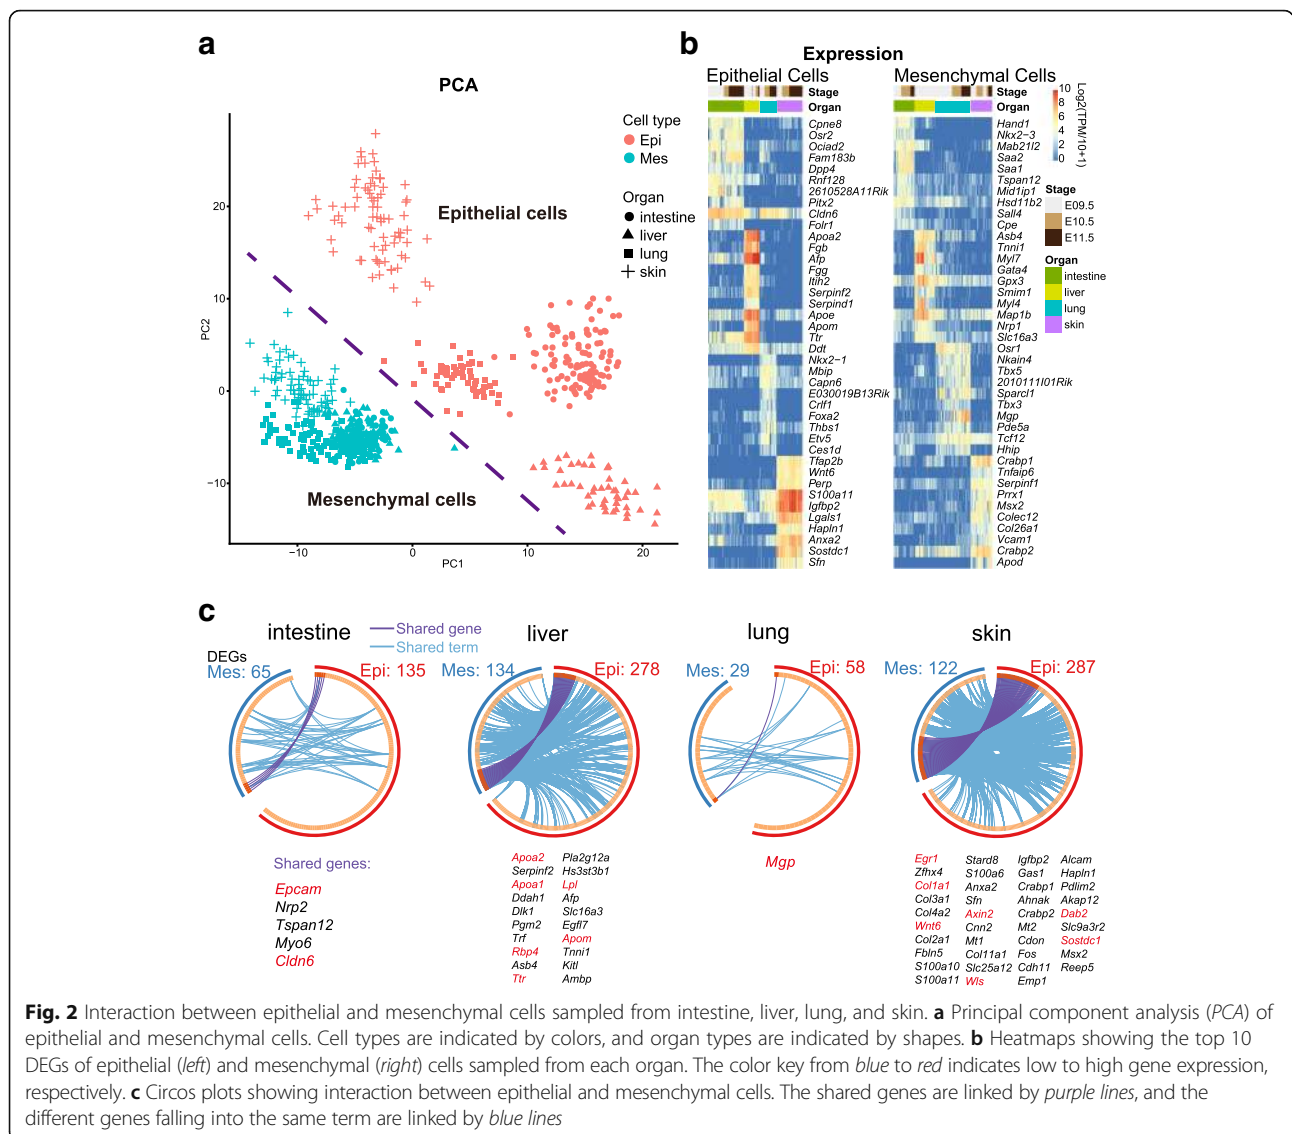 a
PCA
PC2
20
10
0
−10
−10
0
10
20
PC1
Epithelial cells
Mesenchymal cells
Cell type
Epi
Mes
Organ
intestine
liver
lung
skin
b
Expression
Epithelial Cells
Mesenchymal Cells
Stage
Organ
Stage
Organ
Cpne8
Osr2
Ociad2
Fam183b
Dpp4
Rnf128
2610528A11Rik
Pitx2
Cldn6
Folr1
Apoa2
Fgb
Afp
Fgg
Itih2
Serpinf2
Serpind1
Apoe
Apom
Ttr
Ddt
Nkx2−1
Mbip
Capn6
E030019B13Rik
Crlf1
Foxa2
Thbs1
Etv5
Ces1d
Tfap2b
Wnt6
Perp
S100a11
Igfbp2
Lgals1
Hapln1
Anxa2
Sostdc1
Sfn
Hand1
Nkx2−3
Mab21l2
Saa2
Saa1
Tspan12
Mid1ip1
Hsd11b2
Sall4
Cpe
Asb4
Tnni1
Myl7
Gata4
Gpx3
Smim1
Myl4
Map1b
Nrp1
Slc16a3
Osr1
Nkain4
Tbx5
2010111I01Rik
Sparcl1
Tbx3
Mgp
Pde5a
Tcf12
Hhip
Crabp1
Tnfaip6
Serpinf1
Prrx1
Msx2
Colec12
Col26a1
Vcam1
Crabp2
Apod
10
8
6
4
2
0
Log2(TPM/10+1)
Stage
E09.5
E10.5
E11.5
Organ
intestine
liver
lung
skin
c
intestine
Shared gene
Shared term
liver
lung
skin
DEGs
Mes: 65
Epi: 135
Mes: 134
Epi: 278
Mes: 29
Epi: 58
Mes: 122
Epi: 287
Shared genes:
Epcam
Nrp2
Tspan12
Myo6
Cldn6
Apoa2 Pla2g12a
Serpinf2 Hs3st3b1
Apoa1 Lpl
Ddah1 Afp
Dlk1 Slc16a3
Pgm2 Egfl7
Trf Apom
Rbp4 Tnni1
Asb4 Kitl
Ttr Ambp
Mgp
Egr1 Stard8 Igfbp2 Alcam
Zfhx4 S100a6 Gas1 Hapln1
Col1a1 Anxa2 Crabp1 Pdlim2
Col3a1 Sfn Ahnak Akap12
Col4a2 Axin2 Crabp2 Dab2
Wnt6 Cnn2 Mt2 Slc9a3r2
Col2a1 Mt1 Cdon Sostdc1
Fbln5 Col11a1 Fos Msx2
S100a10 Slc25a12 Cdh11 Reep5
S100a11 Wls Emp1
Fig. 2 Interaction between epithelial and mesenchymal cells sampled from intestine, liver, lung, and skin. a Principal component analysis (PCA) of
epithelial and mesenchymal cells. Cell types are indicated by colors, and organ types are indicated by shapes. b Heatmaps showing the top 10
DEGs of epithelial (left) and mesenchymal (right) cells sampled from each organ. The color key from blue to red indicates low to high gene expression,
respectively. c Circos plots showing interaction between epithelial and mesenchymal cells. The shared genes are linked by purple lines, and the
different genes falling into the same term are linked by blue lines